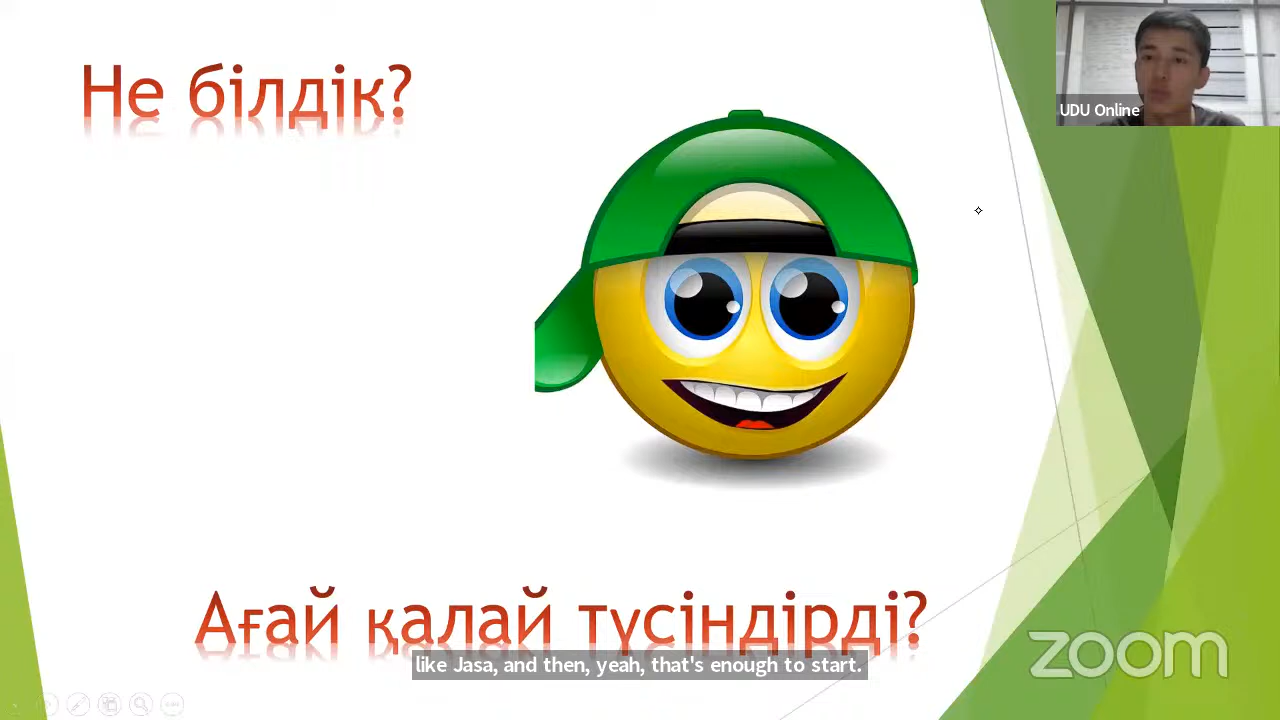 Не білдік?
UDU Online
Ағай қалай түсіндірді?
like Jasa, and then, yeah, that's enough to start.
zoom